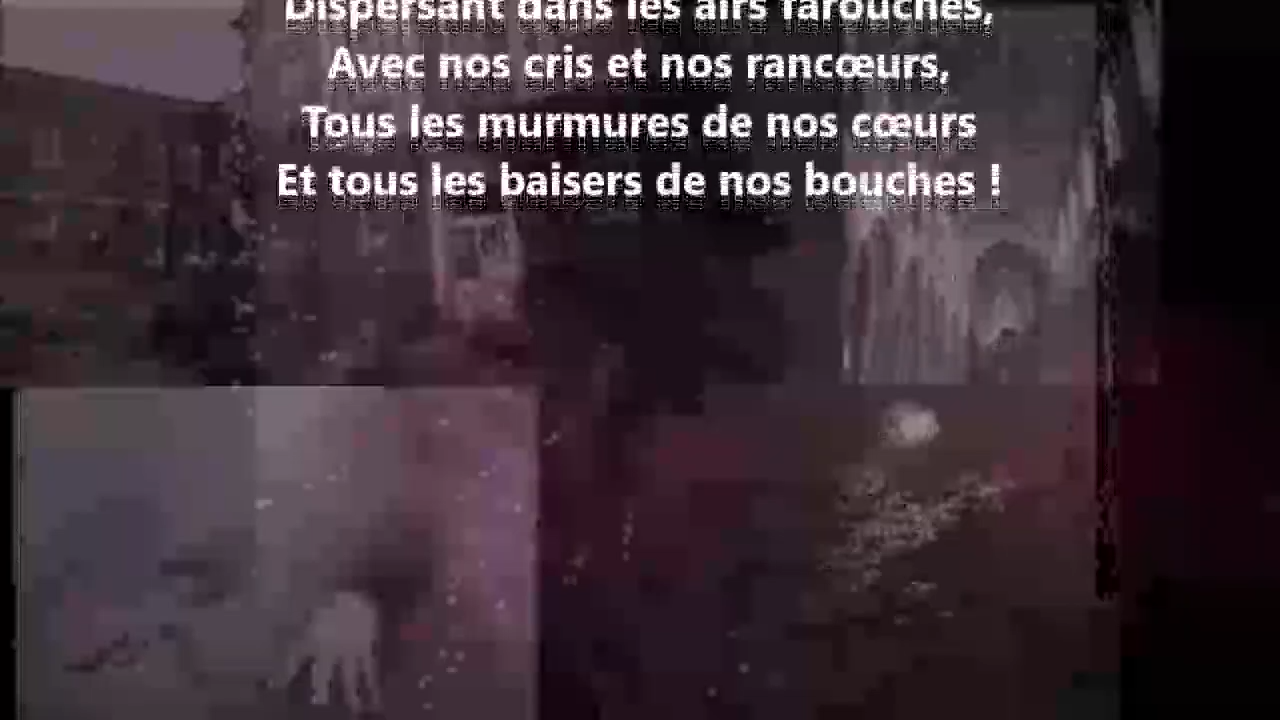 Dispersant dans les airs farouches,
Avec nos cris et nos rancœurs,
Tous les murmures de nos cœurs
Et tous les baisers de nos bouches !